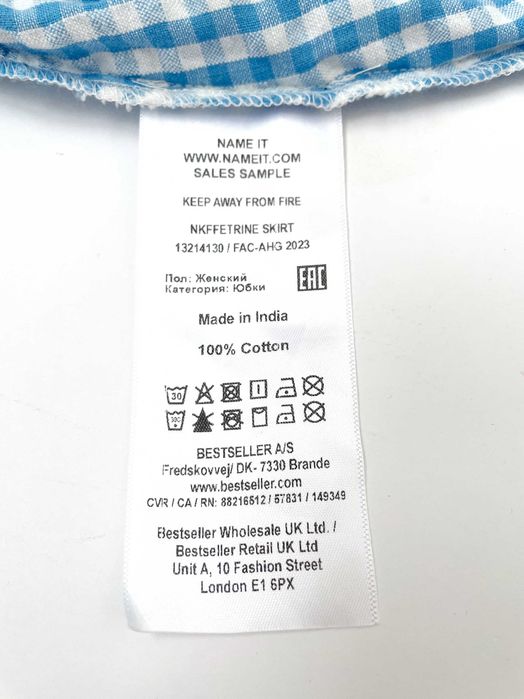 NAME IT
WWW.NAMEIT.COM
SALES SAMPLE
KEEP AWAY FROM FIRE
NKFFETRINE SKIRT
13214130 / FAC-AHG 2023
Пол: Женский
Категория: Юбки
EAC
Made in India
100% Cotton
30
30C
BESTSELLER A/S
Fredskovvej/ DK- 7330 Brande
www.bestseller.com
CVR / CA / RN: 88216512 / 57831 / 149349
Bestseller Wholesale UK Ltd. /
Bestseller Retail UK Ltd
Unit A, 10 Fashion Street
London E1 6PX